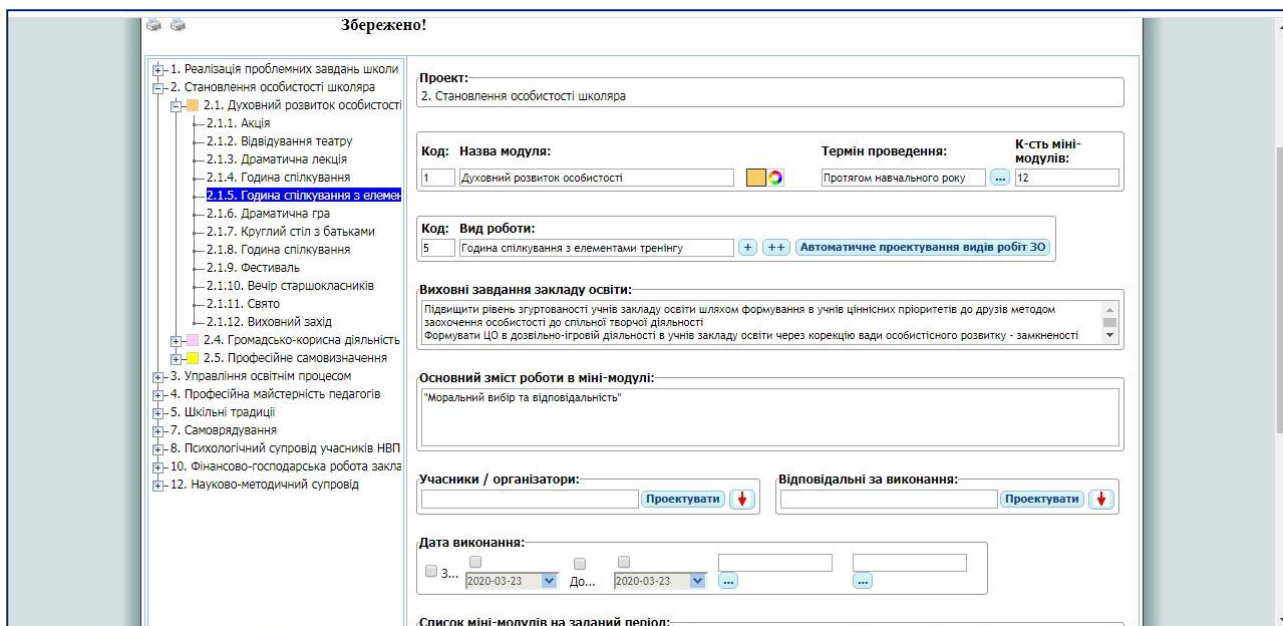 Збережено!
1. Реалізація проблемних завдань школи
2. Становлення особистості школяра
2.1. Духовний розвиток особистості
2.1.1. Акція
2.1.2. Відвідування театру
2.1.3. Драматична лекція
2.1.4. Година спілкування
2.1.5. Година спілкування з елемен
2.1.6. Драматична гра
2.1.7. Круглий стіл з батьками
2.1.8. Година спілкування
2.1.9. Фестиваль
2.1.10. Вечір старшокласників
2.1.11. Свято
2.1.12. Виховний захід
2.4. Громадсько-корисна діяльність
2.5. Професійне самовизначення
3. Управління освітнім процесом
4. Професійна майстерність педагогів
5. Шкільні традиції
7. Самоврядування
8. Психологічний супровід учасників НВП
10. Фінансово-господарська робота закла
12. Науково-методичний супровід
Проект:
2. Становлення особистості школяра
Код: Назва модуля: Термін проведення: К-сть міні-
модулів:
1 Духовний розвиток особистості Протягом навчального року ... 12
Код: Вид роботи:
5 Година спілкування з елементами тренінгу + ++ Автоматичне проектування видів робіт ЗО
Виховні завдання закладу освіти:
Підвищити рівень згуртованості учнів закладу освіти шляхом формування в учнів ціннісних пріоритетів до друзів методом
заохочення особистості до спільної творчої діяльності
Формувати ЦО в дозвільно-ігровій діяльності в учнів закладу освіти через корекцію вади особистісного розвитку - замкненості
Основний зміст роботи в міні-модулі:
"Моральний вибір та відповідальність"
Учасники / організатори: Відповідальні за виконання:
Проектувати Проектувати
Дата виконання:
З... 2020-03-23 До... 2020-03-23 ... ...
Список міні-модулів на заданий період: